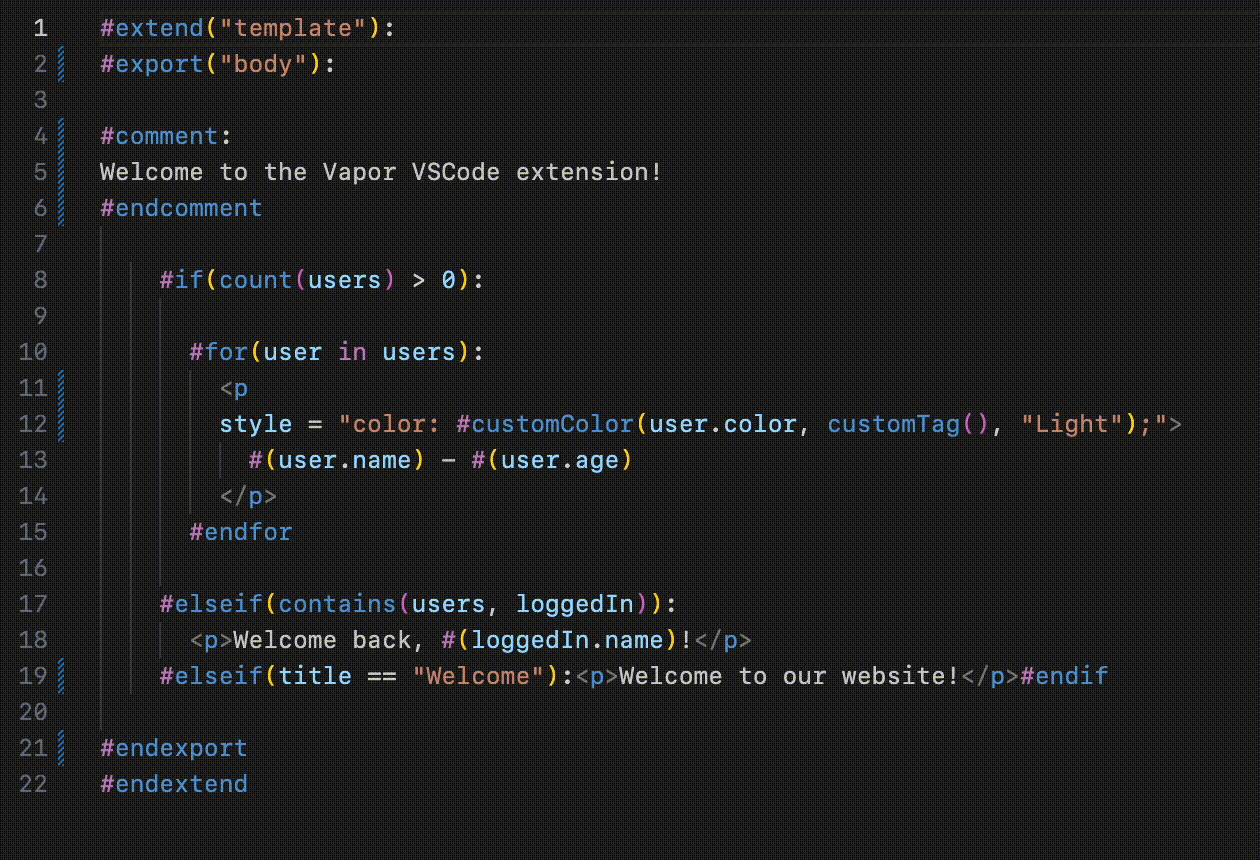 1 #extend("template"):
2 #export("body"):
3
4 #comment:
5 Welcome to the Vapor VSCode extension!
6 #endcomment
7
8 #if(count(users) > 0):
9
10 #for(user in users):
11 <p
12 style = "color: #customColor(user.color, customTag(), "Light");">
13 #(user.name) - #(user.age)
14 </p>
15 #endfor
16
17 #elseif(contains(users, loggedIn)):
18 <p>Welcome back, #(loggedIn.name)!</p>
19 #elseif(title == "Welcome"):<p>Welcome to our website!</p>#endif
20
21 #endexport
22 #endextend